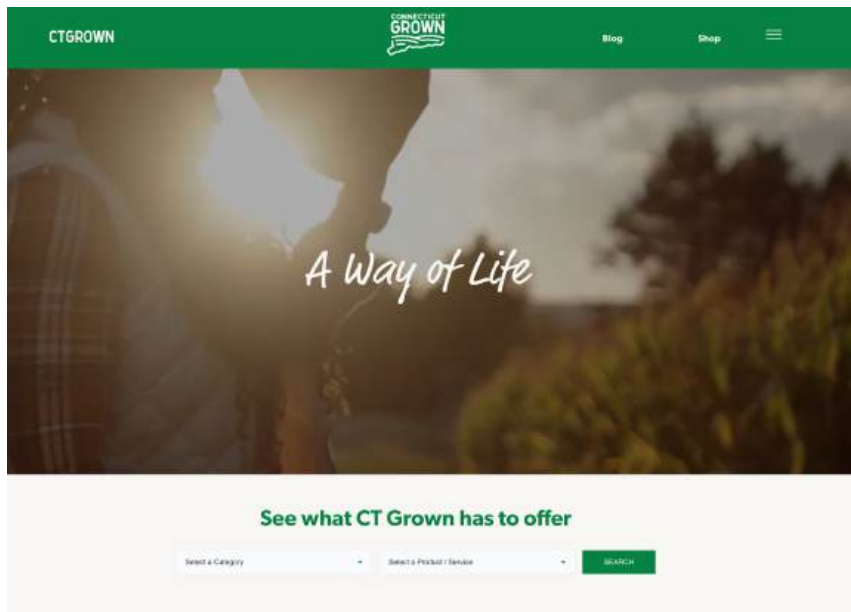 CTGROWN
CONNECTICUT
GROWN
Blog
Shop
A Way of Life
See what CT Grown has to offer
Select a Category
Select a Product / Service
SEARCH